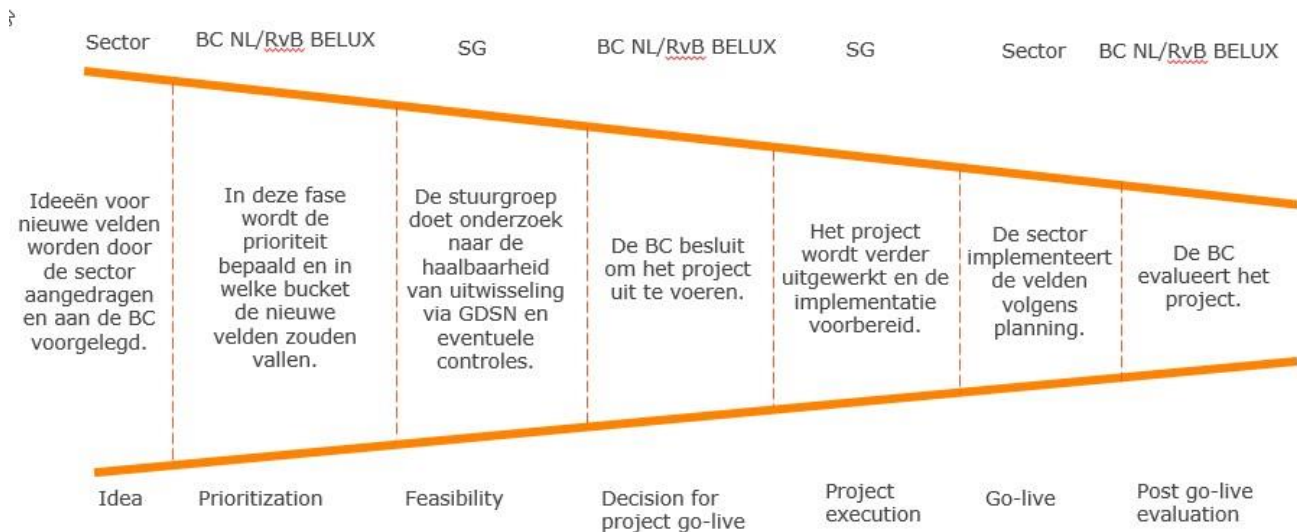 Sector
BC NL/RvB BELUX
SG
BC NL/RvB BELUX
SG
Sector
BC NL/RvB BELUX
Ideeën voor
nieuwe velden
worden door
de sector
aangedragen
en aan de BC
voorgelegd.
In deze fase
wordt de
prioriteit
bepaald en in
welke bucket
de nieuwe
velden zouden
vallen.
De stuurgroep
doet onderzoek
naar de
haalbaarheid
van uitwisseling
via GDSN en
eventuele
controles.
De BC besluit
om het project
uit te voeren.
Het project
wordt verder
uitgewerkt en de
implementatie
voorbereid.
De sector
implementeert
de velden
volgens
planning.
De BC
evalueert het
project.
Idea
Prioritization
Feasibility
Decision for
project go-live
Project
execution
Go-live
Post go-live
evaluation